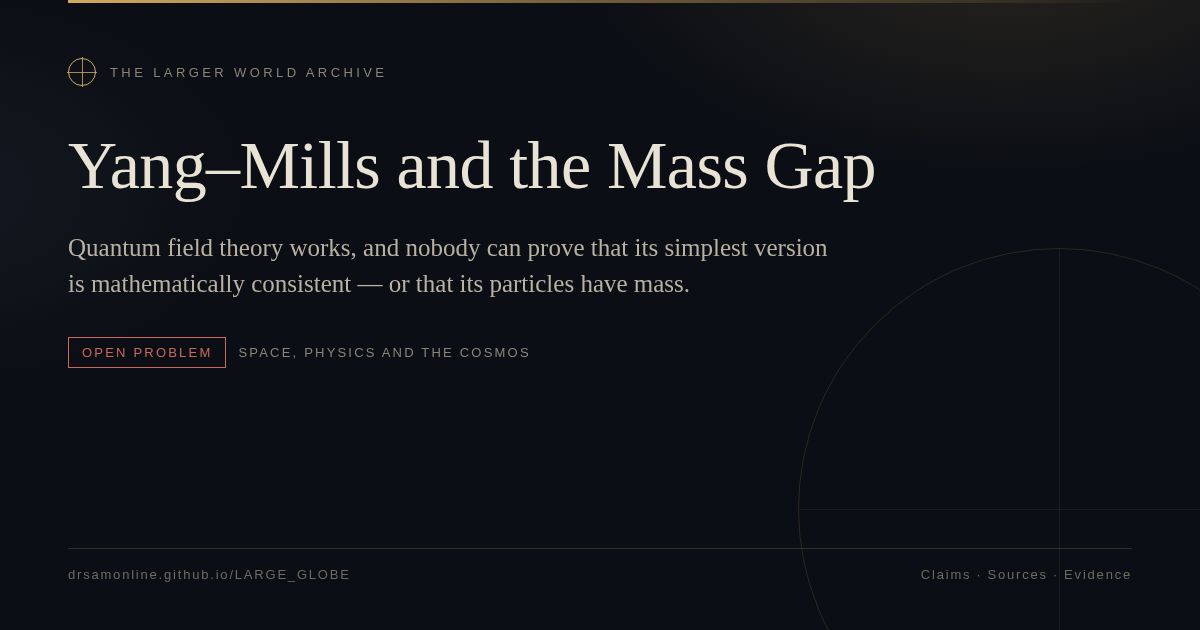 THE LARGER WORLD ARCHIVE
Yang–Mills and the Mass Gap
Quantum field theory works, and nobody can prove that its simplest version
is mathematically consistent — or that its particles have mass.
OPEN PROBLEM
SPACE, PHYSICS AND THE COSMOS
drsamonline.github.io/LARGE_GLOBE
Claims · Sources · Evidence